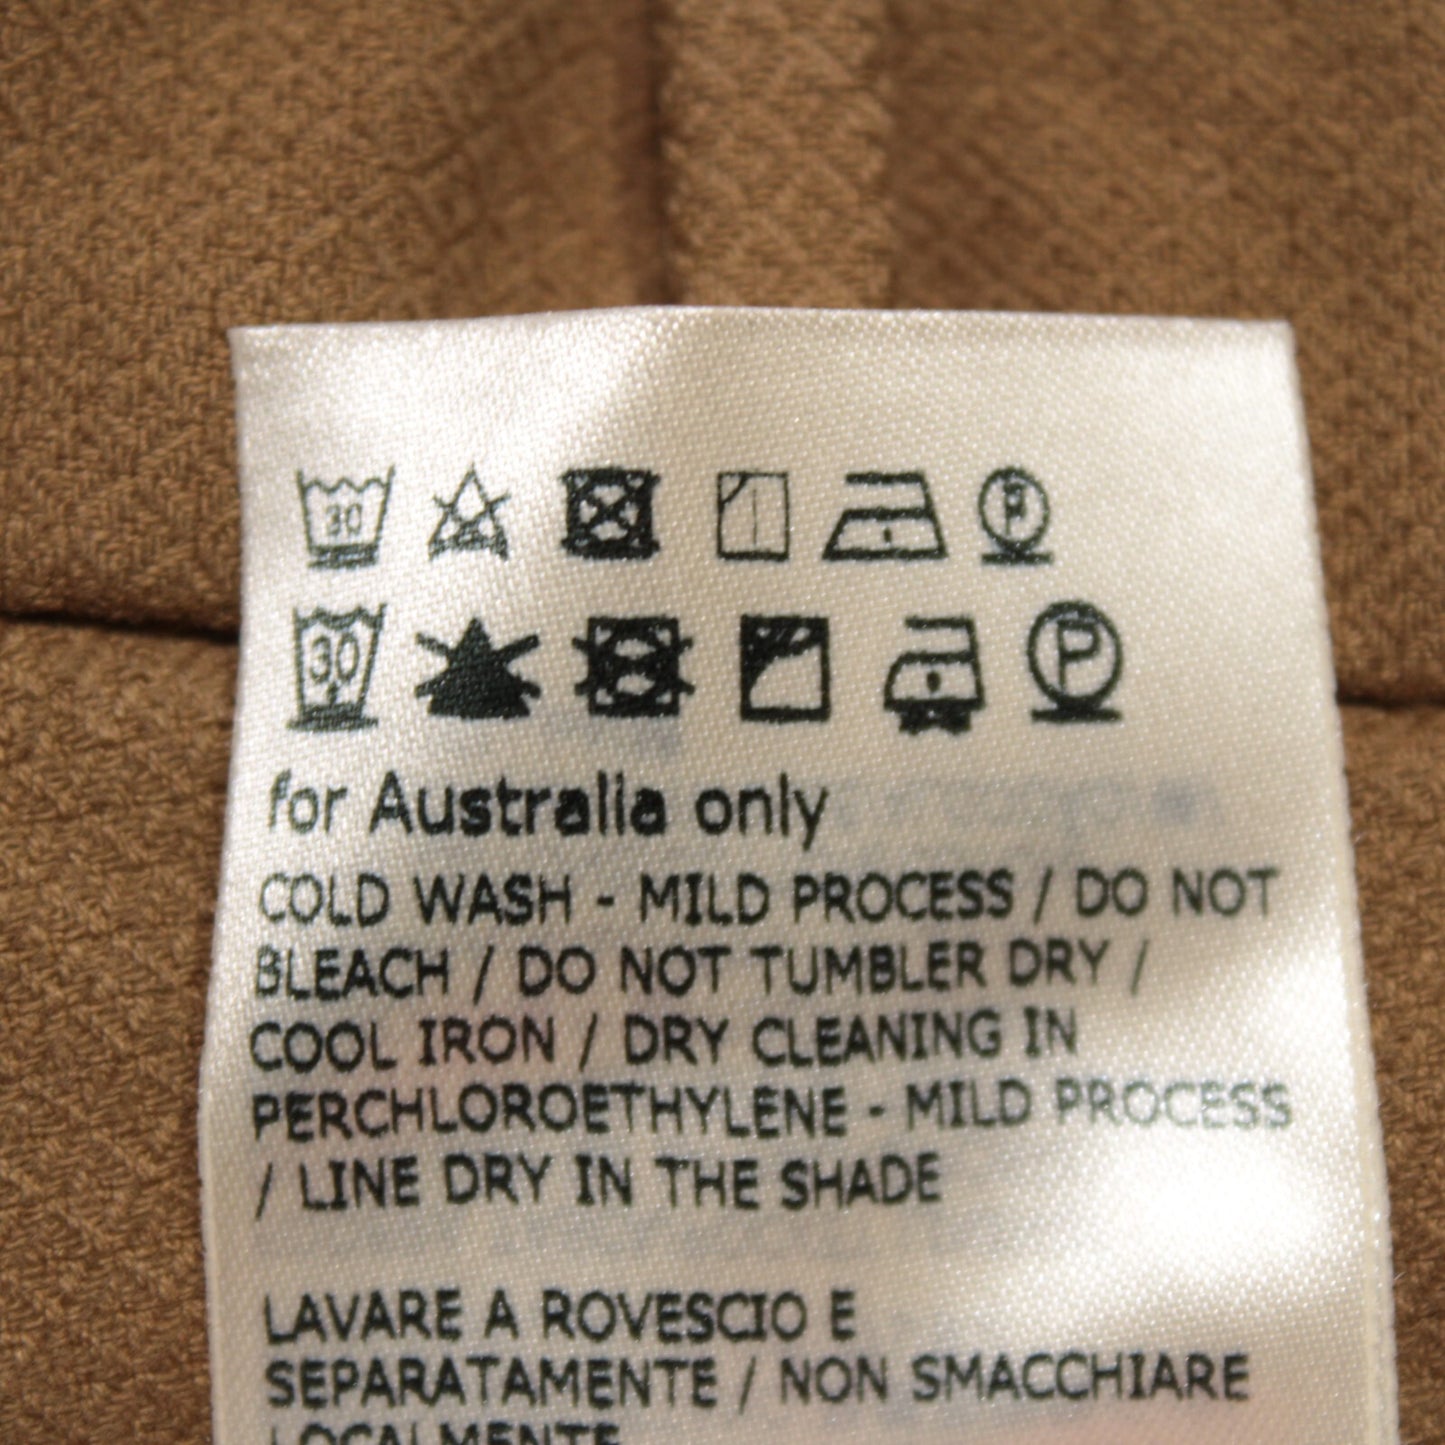 30 P
30 P
for Australia only
COLD WASH - MILD PROCESS / DO NOT
BLEACH / DO NOT TUMBLER DRY /
COOL IRON / DRY CLEANING IN
PERCHLOROETHYLENE - MILD PROCESS
/ LINE DRY IN THE SHADE
LAVARE A ROVESCIO E
SEPARATAMENTE / NON SMACCHIARE
LOCALMENTE